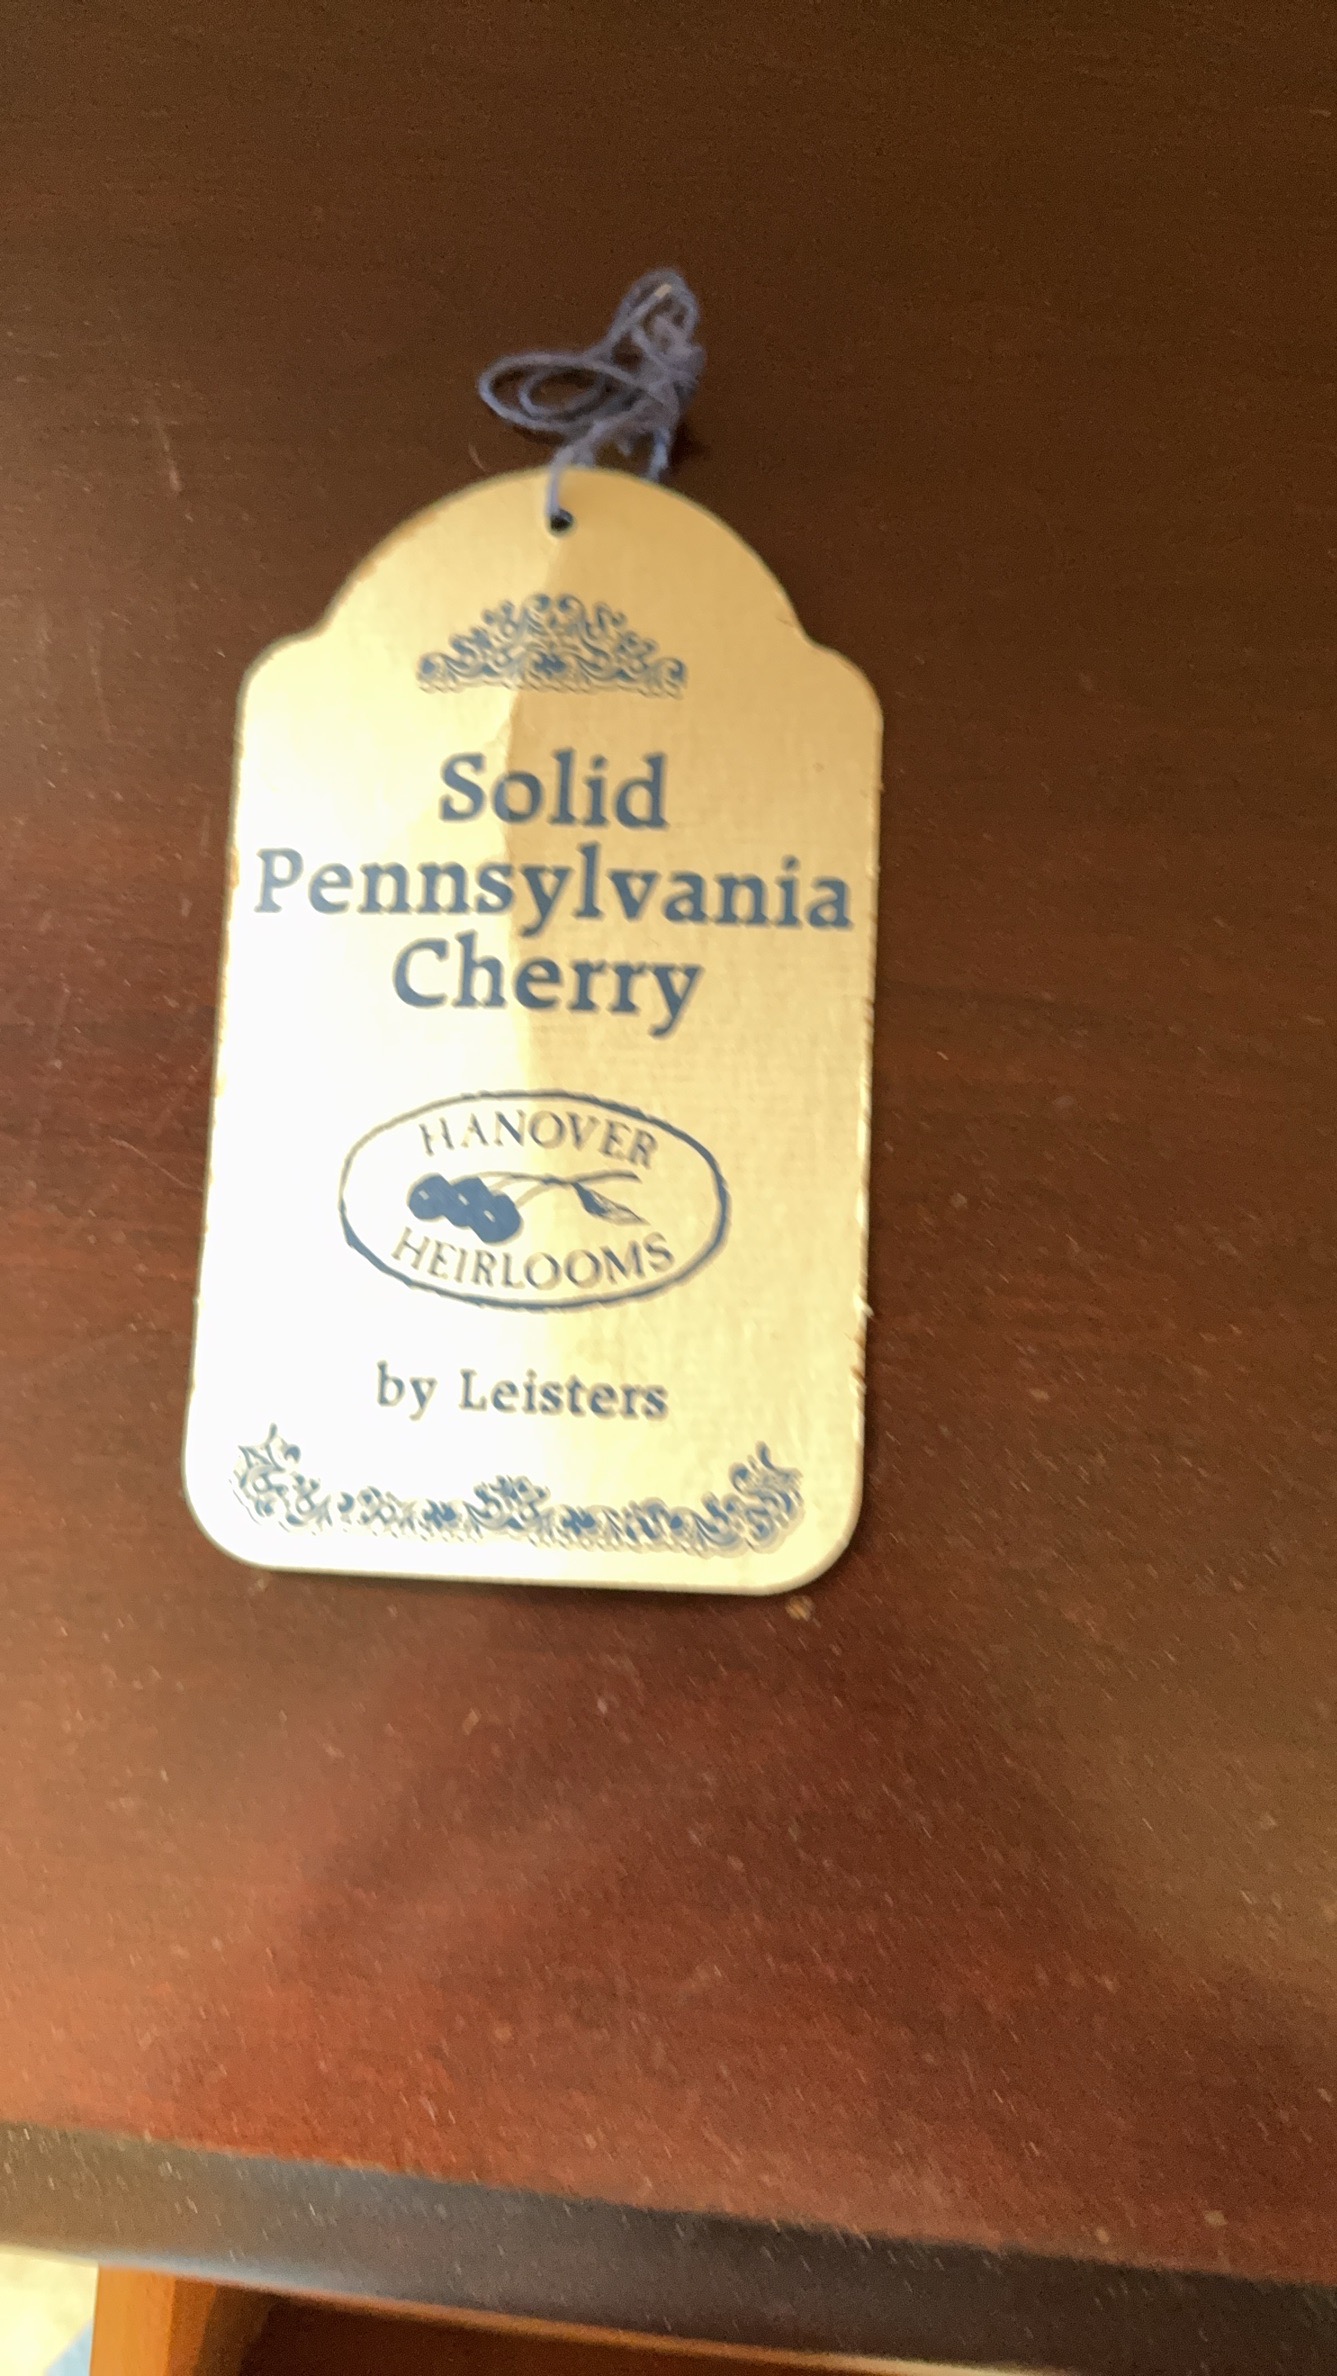 Solid
Pennsylvania
Cherry
HANOVER
HEIRLOOMS
by Leisters